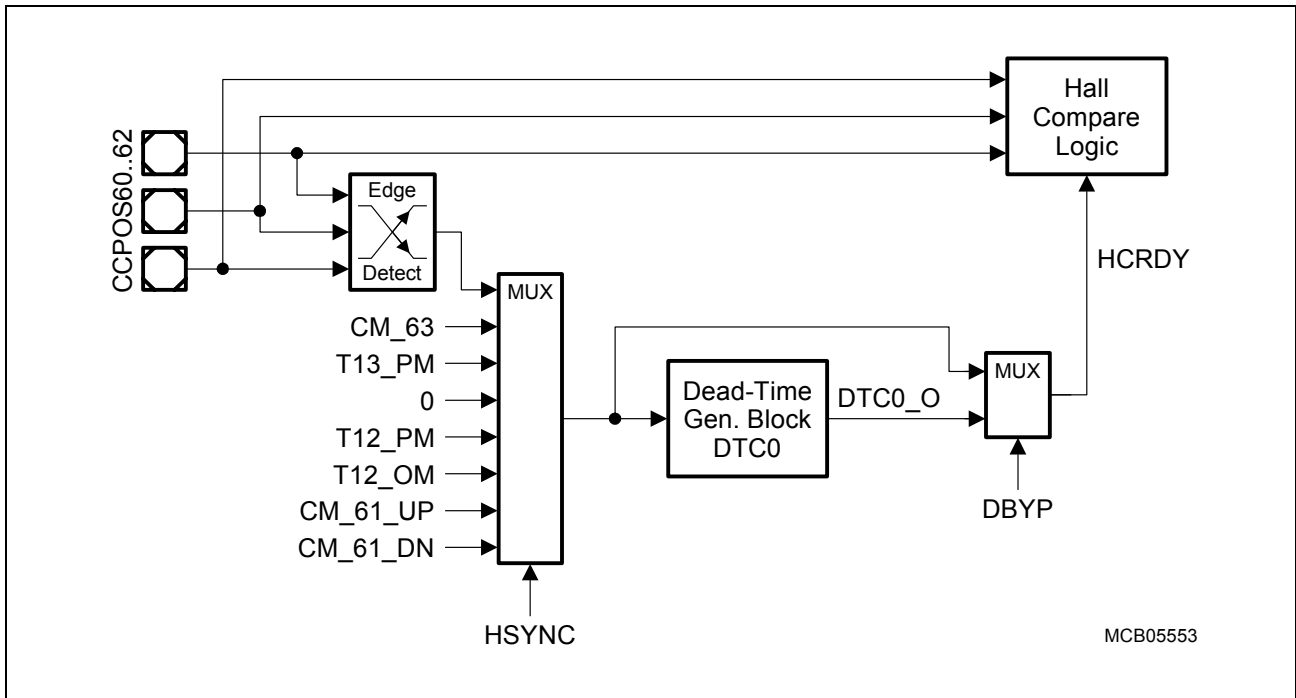 Hall
Compare
Logic
CCPOS60..62
Edge
Detect
HCRDY
MUX
CM_63
T13_PM
0
T12_PM
T12_OM
CM_61_UP
CM_61_DN
Dead-Time
Gen. Block
DTC0
DTC0_O
MUX
DBYP
HSYNC
MCB05553